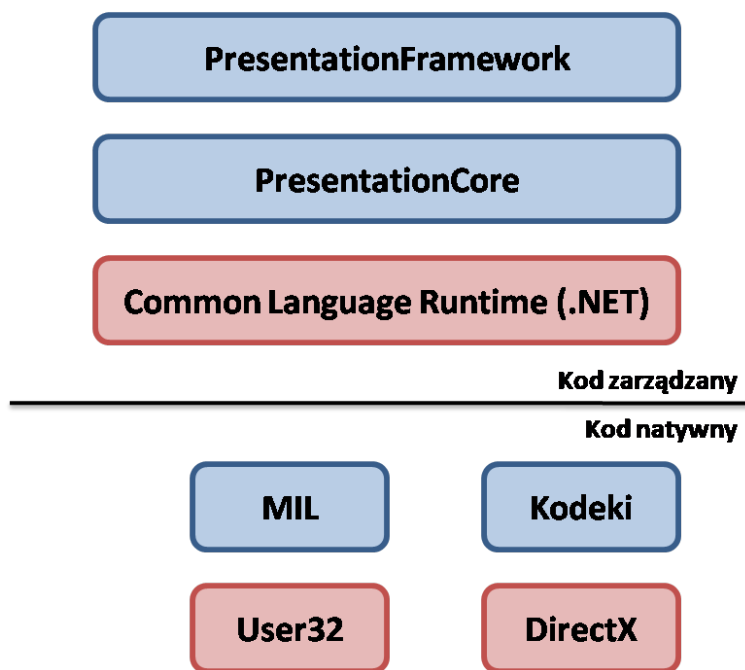 PresentationFramework
PresentationCore
Common Language Runtime (.NET)
Kod zarządzany
Kod natywny
MIL
Kodeki
User32
DirectX